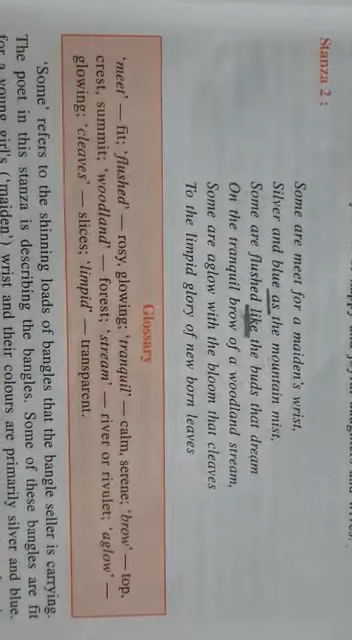 Stanza 2 :
Some are meet for a maiden's wrist,
Silver and blue as the mountain mist,
Some are flushed like the buds that dream
On the tranquil brow of a woodland stream,
Some are aglow with the bloom that cleaves
To the limpid glory of new born leaves
Glossary
'meet' — fit; 'flushed' — rosy, glowing; 'tranquil' — calm, serene; 'brow' — top,
crest, summit; 'woodland' — forest; 'stream' — river or rivulet; 'aglow' —
glowing; 'cleaves' — slices; 'limpid' — transparent.
'Some' refers to the shinning loads of bangles that the bangle seller is carrying.
The poet in this stanza is describing the bangles. Some of these bangles are fit
for a young girl's ('maiden') wrist and their colours are primarily silver and blue.